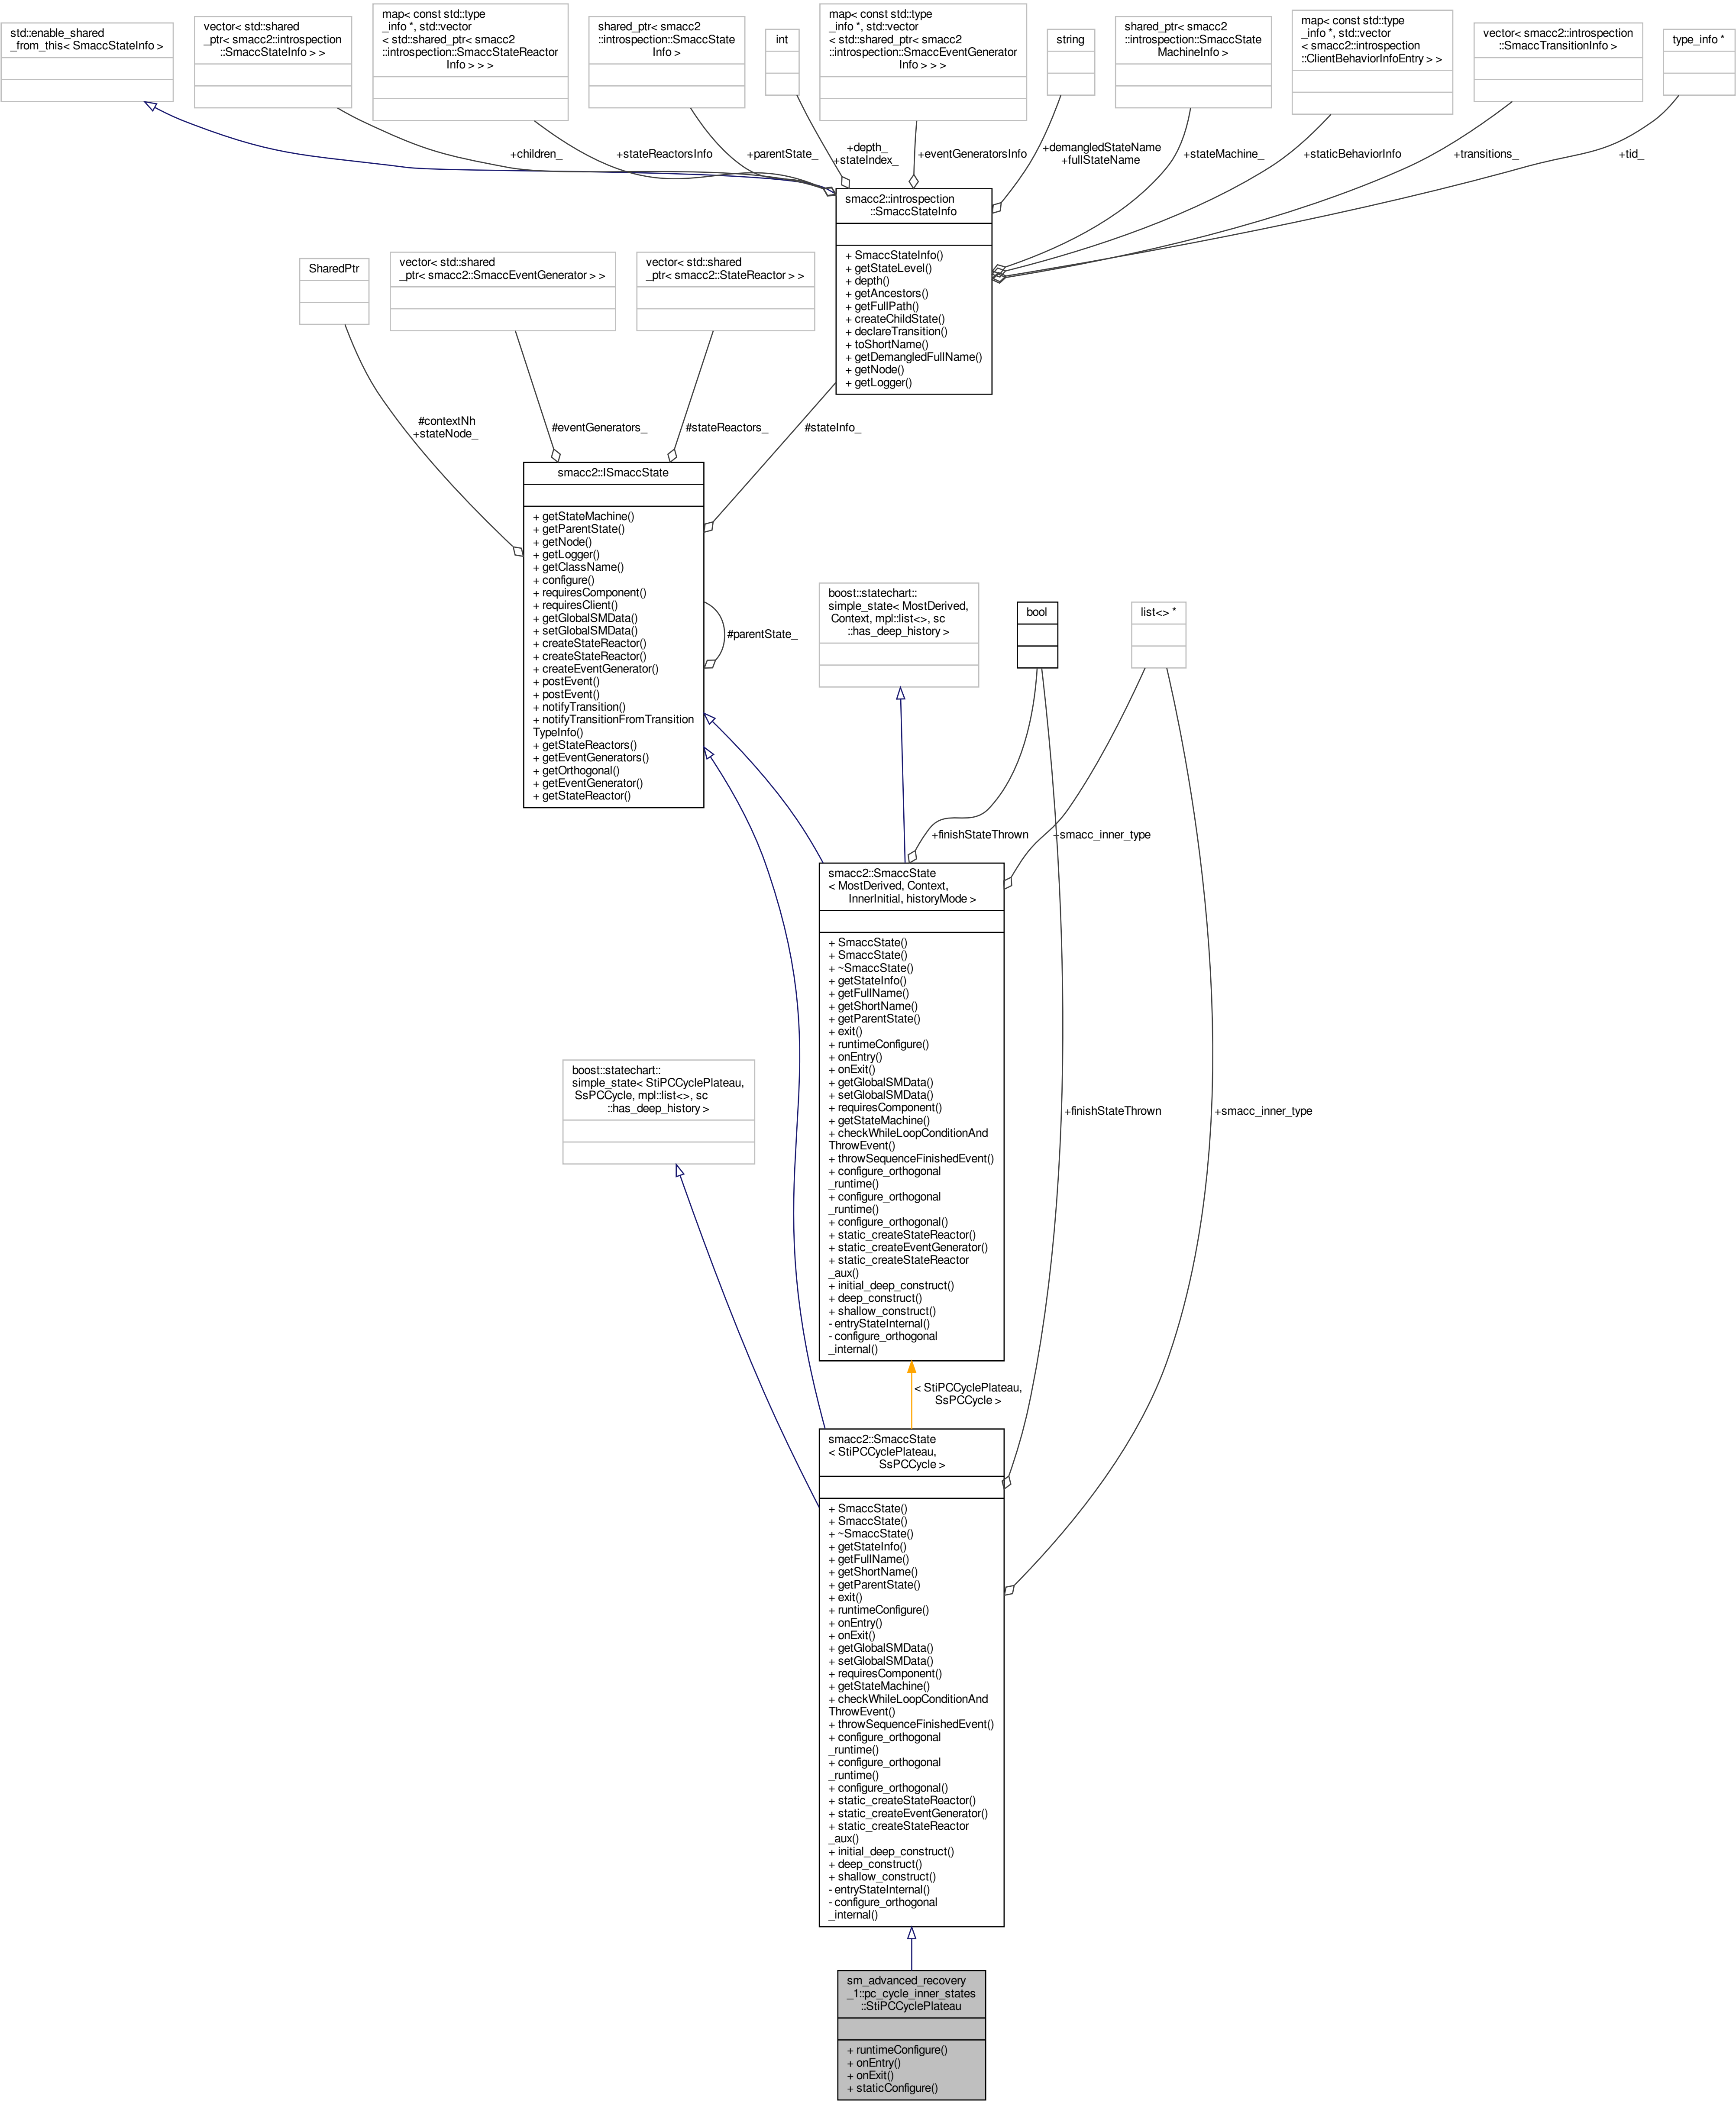 std::enable_shared
_from_this< SmaccStateInfo >
vector< std::shared
_ptr< smacc2::introspection
::SmaccStateInfo > >
map< const std::type
_info *, std::vector
< std::shared_ptr< smacc2
::introspection::SmaccStateReactor
Info > > >
shared_ptr< smacc2
::introspection::SmaccState
Info >
int
map< const std::type
_info *, std::vector
< std::shared_ptr< smacc2
::introspection::SmaccEventGenerator
Info > > >
string
shared_ptr< smacc2
::introspection::SmaccState
MachineInfo >
map< const std::type
_info *, std::vector
< smacc2::introspection
::ClientBehaviorInfoEntry > >
vector< smacc2::introspection
::SmaccTransitionInfo >
type_info *
+children_
+stateReactorsInfo
+parentState_
+depth_
+stateIndex_
+eventGeneratorsInfo
+demangledStateName
+fullStateName
+stateMachine_
+staticBehaviorInfo
+transitions_
+tid_
smacc2::introspection
::SmaccStateInfo
+ SmaccStateInfo()
+ getStateLevel()
+ depth()
+ getAncestors()
+ getFullPath()
+ createChildState()
+ declareTransition()
+ toShortName()
+ getDemangledFullName()
+ getNode()
+ getLogger()
SharedPtr
vector< std::shared
_ptr< smacc2::SmaccEventGenerator > >
vector< std::shared
_ptr< smacc2::StateReactor > >
#contextNh
+stateNode_
#eventGenerators_
#stateReactors_
#stateInfo_
smacc2::ISmaccState
+ getStateMachine()
+ getParentState()
+ getNode()
+ getLogger()
+ getClassName()
+ configure()
+ requiresComponent()
+ requiresClient()
+ getGlobalSMData()
+ setGlobalSMData()
+ createStateReactor()
+ createStateReactor()
+ createEventGenerator()
+ postEvent()
+ postEvent()
+ notifyTransition()
+ notifyTransitionFromTransition
TypeInfo()
+ getStateReactors()
+ getEventGenerators()
+ getOrthogonal()
+ getEventGenerator()
+ getStateReactor()
#parentState_
boost::statechart::
simple_state< MostDerived,
Context, mpl::list<>, sc
::has_deep_history >
bool
list<> *
+finishStateThrown
+smacc_inner_type
smacc2::SmaccState
< MostDerived, Context,
InnerInitial, historyMode >
+ SmaccState()
+ SmaccState()
+ ~SmaccState()
+ getStateInfo()
+ getFullName()
+ getShortName()
+ getParentState()
+ exit()
+ runtimeConfigure()
+ onEntry()
+ onExit()
+ getGlobalSMData()
+ setGlobalSMData()
+ requiresComponent()
+ getStateMachine()
+ checkWhileLoopConditionAnd
ThrowEvent()
+ throwSequenceFinishedEvent()
+ configure_orthogonal
_runtime()
+ configure_orthogonal
_runtime()
+ configure_orthogonal()
+ static_createStateReactor()
+ static_createEventGenerator()
+ static_createStateReactor
_aux()
+ initial_deep_construct()
+ deep_construct()
+ shallow_construct()
- entryStateInternal()
- configure_orthogonal
_internal()
boost::statechart::
simple_state< StiPCCyclePlateau,
SsPCCycle, mpl::list<>, sc
::has_deep_history >
+finishStateThrown
+smacc_inner_type
< StiPCCyclePlateau,
SsPCCycle >
smacc2::SmaccState
< StiPCCyclePlateau,
SsPCCycle >
+ SmaccState()
+ SmaccState()
+ ~SmaccState()
+ getStateInfo()
+ getFullName()
+ getShortName()
+ getParentState()
+ exit()
+ runtimeConfigure()
+ onEntry()
+ onExit()
+ getGlobalSMData()
+ setGlobalSMData()
+ requiresComponent()
+ getStateMachine()
+ checkWhileLoopConditionAnd
ThrowEvent()
+ throwSequenceFinishedEvent()
+ configure_orthogonal
_runtime()
+ configure_orthogonal
_runtime()
+ configure_orthogonal()
+ static_createStateReactor()
+ static_createEventGenerator()
+ static_createStateReactor
_aux()
+ initial_deep_construct()
+ deep_construct()
+ shallow_construct()
- entryStateInternal()
- configure_orthogonal
_internal()
sm_advanced_recovery
_1::pc_cycle_inner_states
::StiPCCyclePlateau
+ runtimeConfigure()
+ onEntry()
+ onExit()
+ staticConfigure()